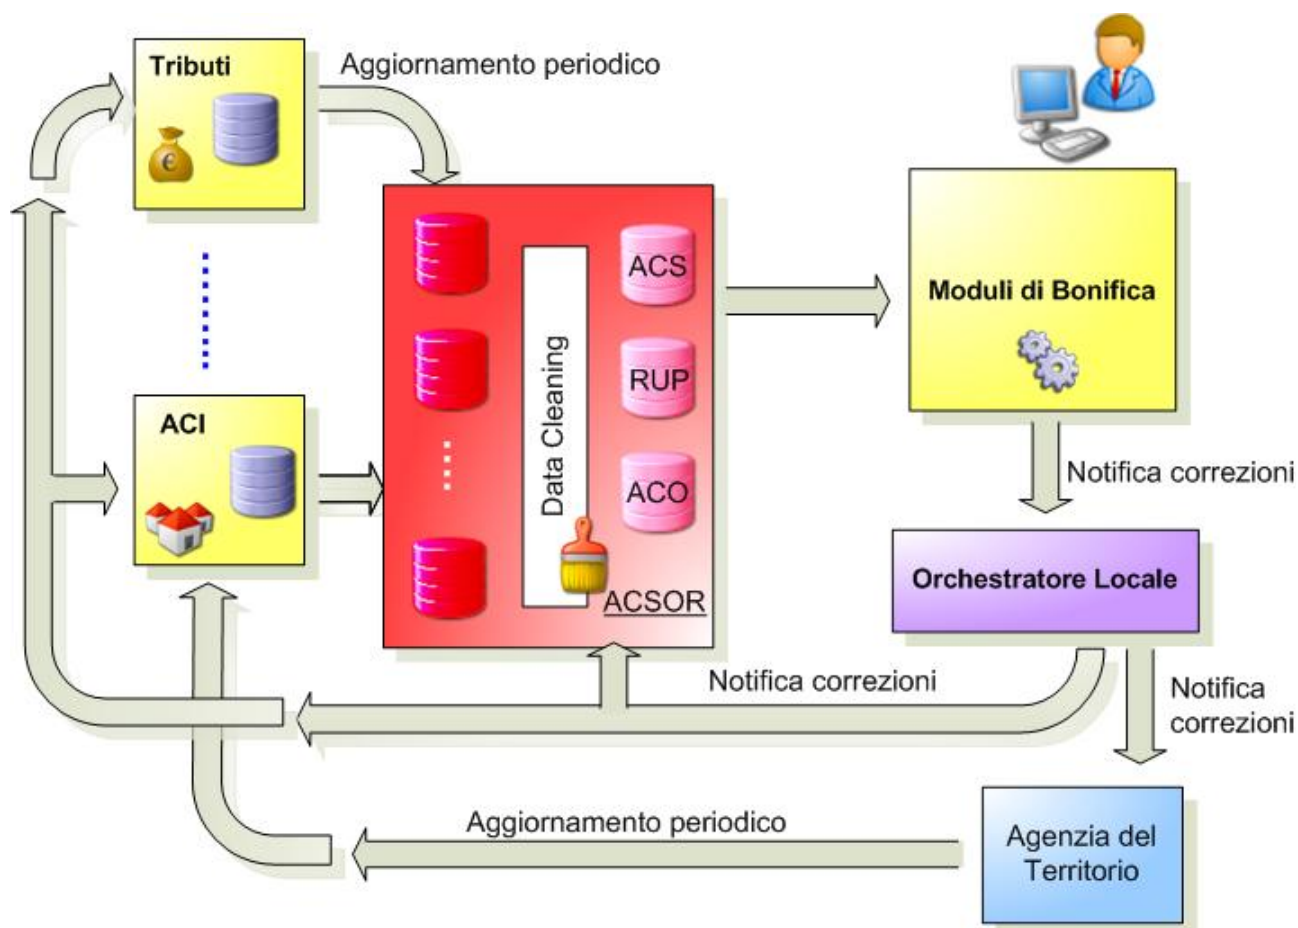 Tributi
Aggiornamento periodico
€
ACS
Moduli di Bonifica
RUP
Data Cleaning
ACI
ACO
Notifica correzioni
ACSOR
Orchestratore Locale
Notifica correzioni
Notifica
correzioni
Aggiornamento periodico
Agenzia del
Territorio